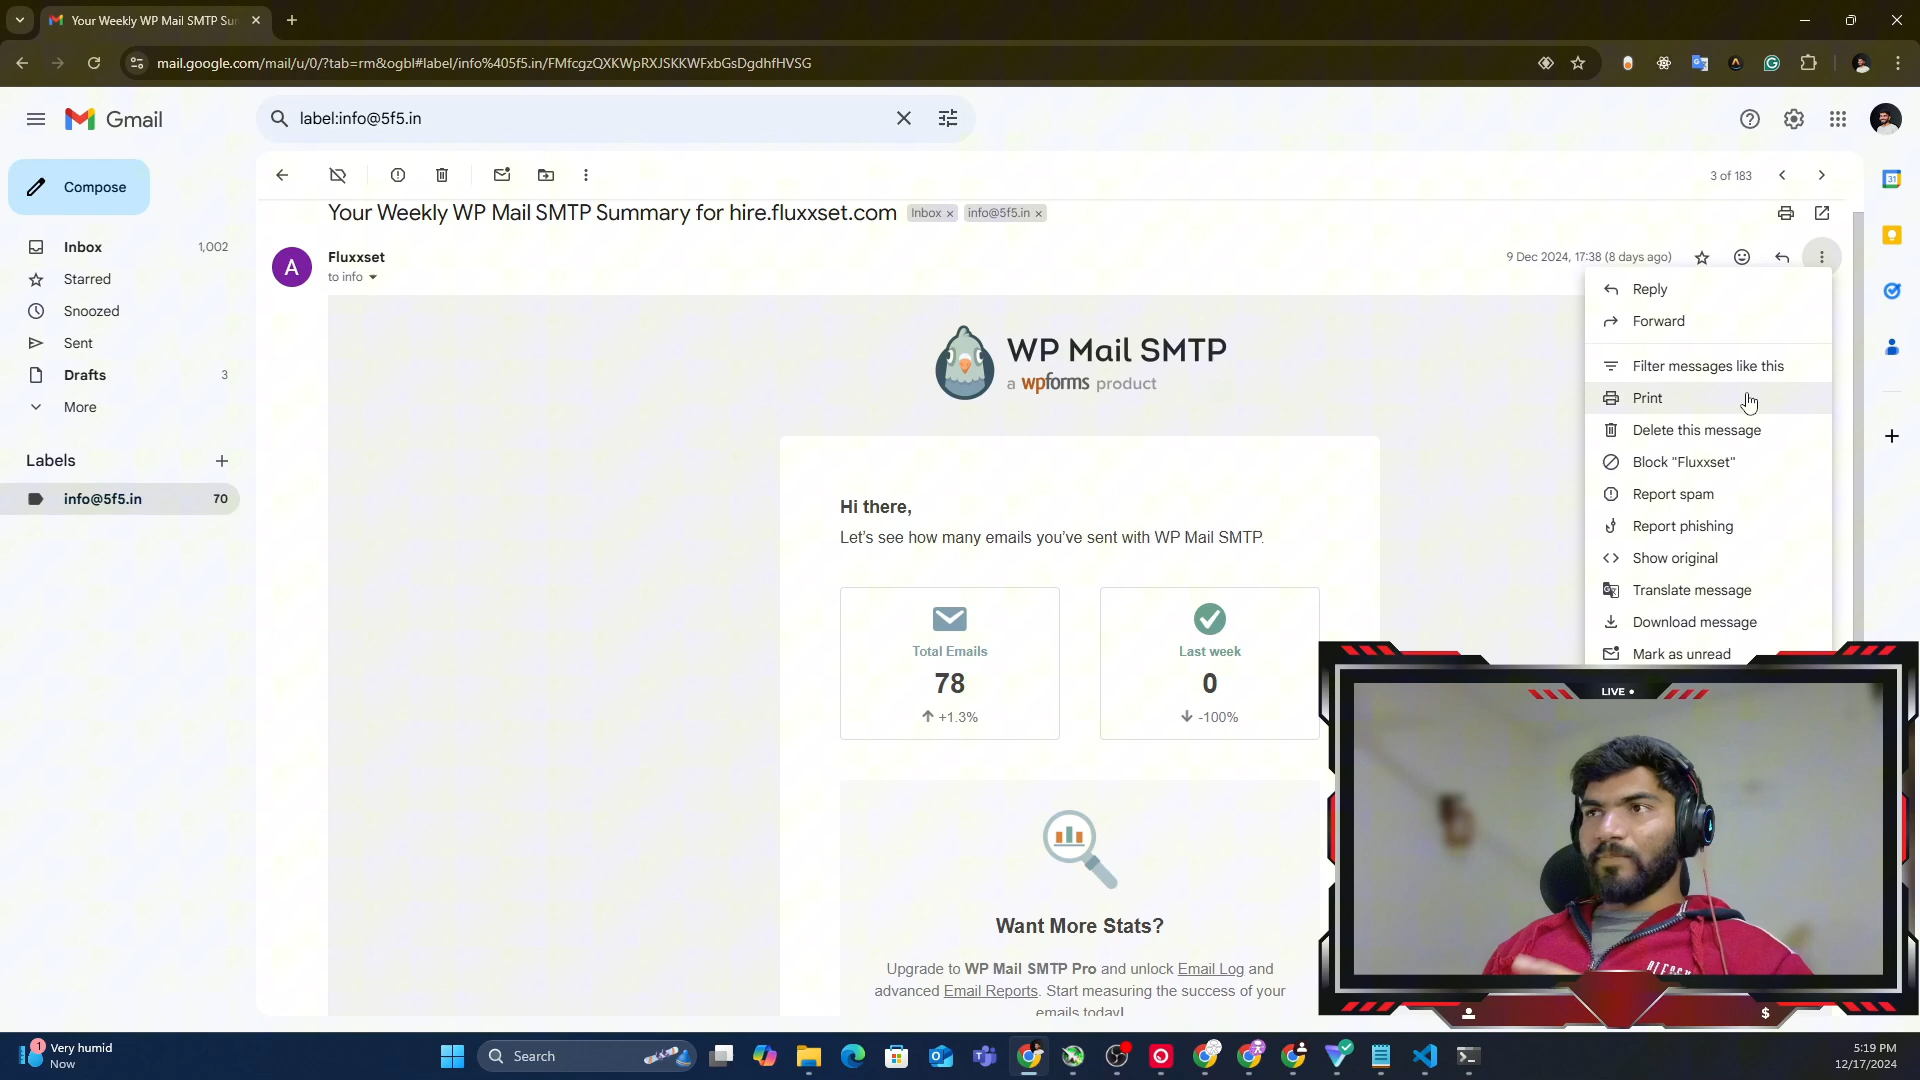 Your Weekly WP Mail SMTP Sum
mail.google.com/mail/u/0/?tab=rm&ogbl#label/info%405f5.in/FMfcgzQXKWpRXJSKKWFxbGsDgdhfHVSG
Gmail
label:info@5f5.in
Compose
3 of 183
Your Weekly WP Mail SMTP Summary for hire.fluxxset.com
Inbox ×
info@5f5.in ×
Inbox 1,002
Starred
Snoozed
Sent
Drafts 3
More
Labels
info@5f5.in 70
A
Fluxxset
to info
9 Dec 2024, 17:38 (8 days ago)
Reply
Forward
Filter messages like this
Print
Delete this message
Block "Fluxxset"
Report spam
Report phishing
Show original
Translate message
Download message
Mark as unread
WP Mail SMTP
a wpforms product
Hi there,
Let's see how many emails you've sent with WP Mail SMTP.
Total Emails
78
+1.3%
Last week
0
-100%
Want More Stats?
Upgrade to WP Mail SMTP Pro and unlock Email Log and
advanced Email Reports. Start measuring the success of your
emails today!
LIVE
$
31
1
Very humid
Now
Search
5:19 PM
12/17/2024